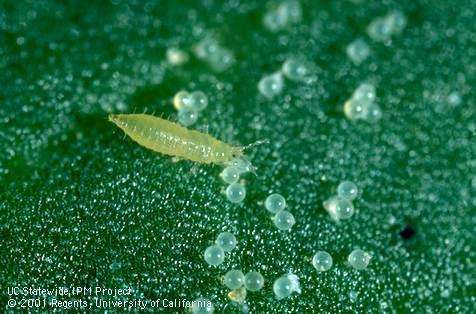 UC Statewide IPM Project
© 2001 Regents, University of California